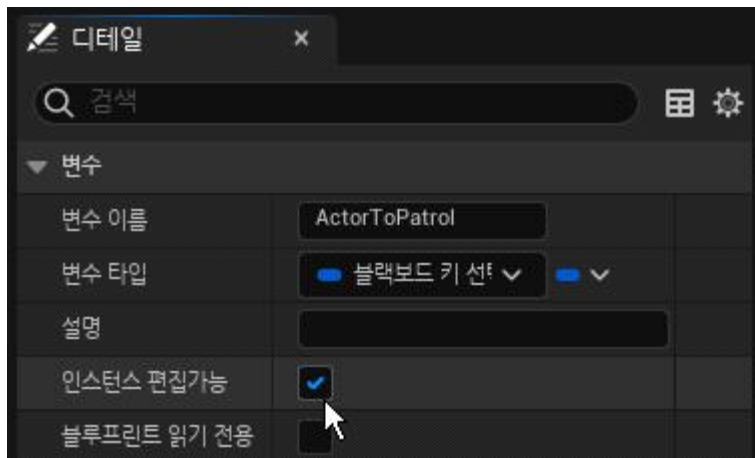 디테일
검색
변수
변수 이름 ActorToPatrol
변수 타입 블랙보드 키
설명
인스턴스 편집가능
블루프린트 읽기 전용